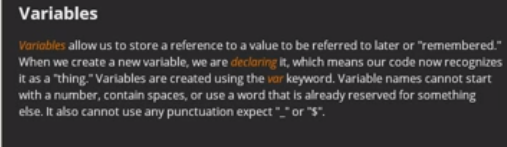 Variables
Variables allow us to store a reference to a value to be referred to later or "remembered."
When we create a new variable, we are declaring it, which means our code now recognizes
it as a "thing." Variables are created using the var keyword. Variable names cannot start
with a number, contain spaces, or use a word that is already reserved for something
else. It also cannot use any punctuation expect "_" or "$".